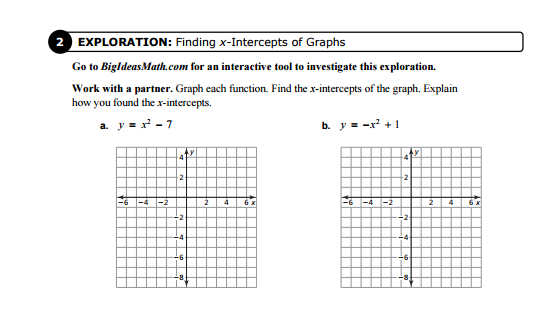 2 EXPLORATION: Finding x-Intercepts of Graphs
Go to BigIdeasMath.com for an interactive tool to investigate this exploration.
Work with a partner. Graph each function. Find the x-intercepts of the graph. Explain
how you found the x-intercepts.
a. y = x² − 7 b. y = −x² + 1
4 y 4 y
2 2
−6 −4 −2 2 4 6 x −6 −4 −2 2 4 6 x
−2 −2
−4 −4
−6 −6
−8 −8